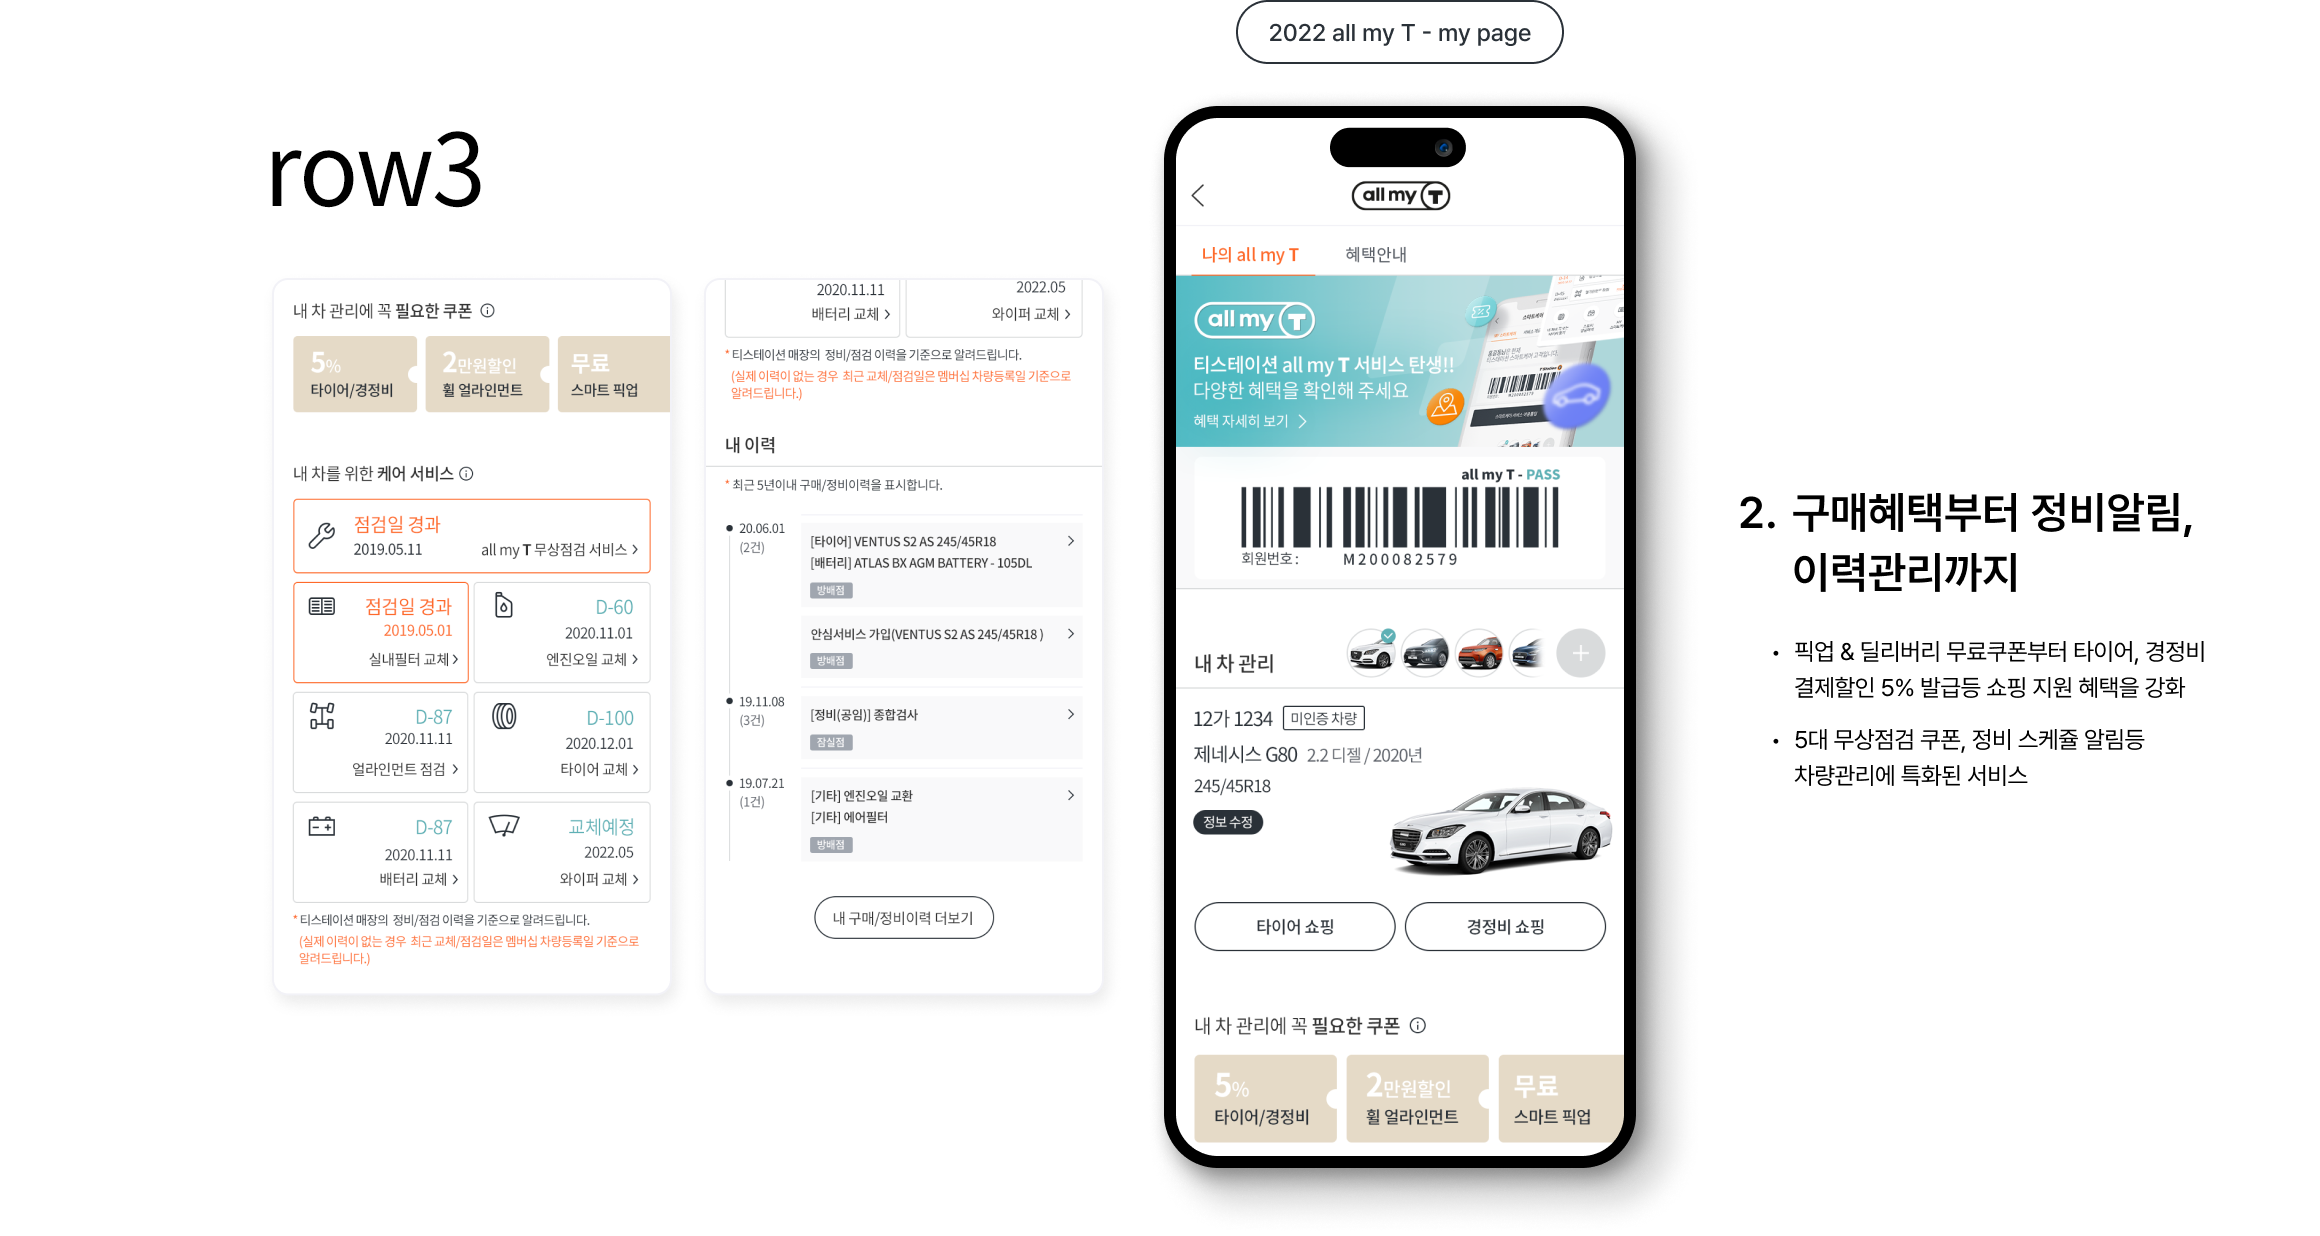 2022 all my T - my page
row3
내 차 관리에 꼭 필요한 쿠폰
5%
타이어/경정비
2만원할인
휠 얼라인먼트
무료
스마트 픽업
내 차를 위한 케어 서비스
점검일 경과
2019.05.11
all my T 무상점검 서비스
점검일 경과
2019.05.01
실내필터 교체
D-60
2020.11.01
엔진오일 교체
D-87
2020.11.11
얼라인먼트 점검
D-100
2020.12.01
타이어 교체
D-87
2020.11.11
배터리 교체
교체예정
2022.05
와이퍼 교체
* 티스테이션 매장의 정비/점검 이력을 기준으로 알려드립니다.
(실제 이력이 없는 경우 최근 교체/점검일은 멤버십 차량등록일 기준으로
알려드립니다.)
2020.11.11
배터리 교체
2022.05
와이퍼 교체
* 티스테이션 매장의 정비/점검 이력을 기준으로 알려드립니다.
(실제 이력이 없는 경우 최근 교체/점검일은 멤버십 차량등록일 기준으로
알려드립니다.)
내 이력
* 최근 5년이내 구매/정비이력을 표시합니다.
20.06.01
(2건)
[타이어] VENTUS S2 AS 245/45R18
[배터리] ATLAS BX AGM BATTERY - 105DL
방배점
안심서비스 가입(VENTUS S2 AS 245/45R18 )
방배점
19.11.08
(3건)
[정비(공임)] 종합검사
잠실점
19.07.21
(1건)
[기타] 엔진오일 교환
[기타] 에어필터
방배점
내 구매/정비이력 더보기
all my T
나의 all my T
혜택안내
all my T
티스테이션 all my T 서비스 탄생!!
다양한 혜택을 확인해 주세요
혜택 자세히 보기
all my T - PASS
회원번호 : M200082579
내 차 관리
12가 1234 미인증 차량
제네시스 G80 2.2 디젤 / 2020년
245/45R18
정보 수정
타이어 쇼핑
경정비 쇼핑
내 차 관리에 꼭 필요한 쿠폰
5%
타이어/경정비
2만원할인
휠 얼라인먼트
무료
스마트 픽업
2. 구매혜택부터 정비알림,
이력관리까지
• 픽업 & 딜리버리 무료쿠폰부터 타이어, 경정비
결제할인 5% 발급등 쇼핑 지원 혜택을 강화
• 5대 무상점검 쿠폰, 정비 스케쥴 알림등
차량관리에 특화된 서비스